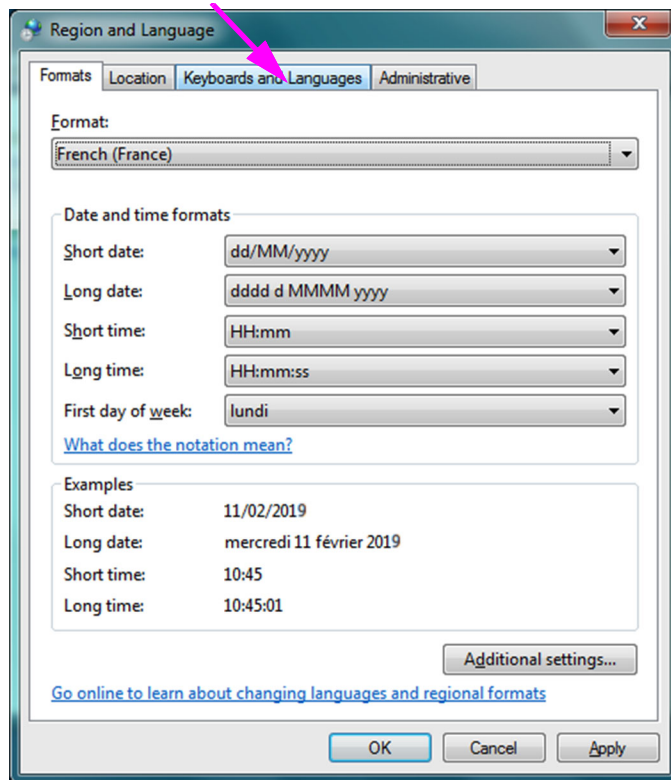 Region and Language
Formats Location Keyboards and Languages Administrative
Format:
French (France)
Date and time formats
Short date: dd/MM/yyyy
Long date: dddd d MMMM yyyy
Short time: HH:mm
Long time: HH:mm:ss
First day of week: lundi
What does the notation mean?
Examples
Short date: 11/02/2019
Long date: mercredi 11 février 2019
Short time: 10:45
Long time: 10:45:01
Additional settings...
Go online to learn about changing languages and regional formats
OK Cancel Apply